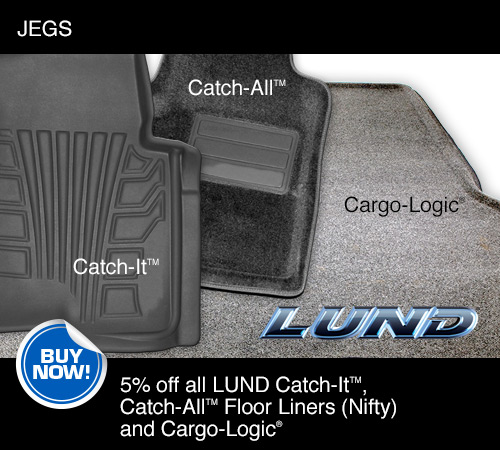 JEGS
Catch-All™
Cargo-Logic
Catch-It™
LUND
BUY
NOW!
5% off all LUND Catch-It™,
Catch-All™ Floor Liners (Nifty)
and Cargo-Logic®